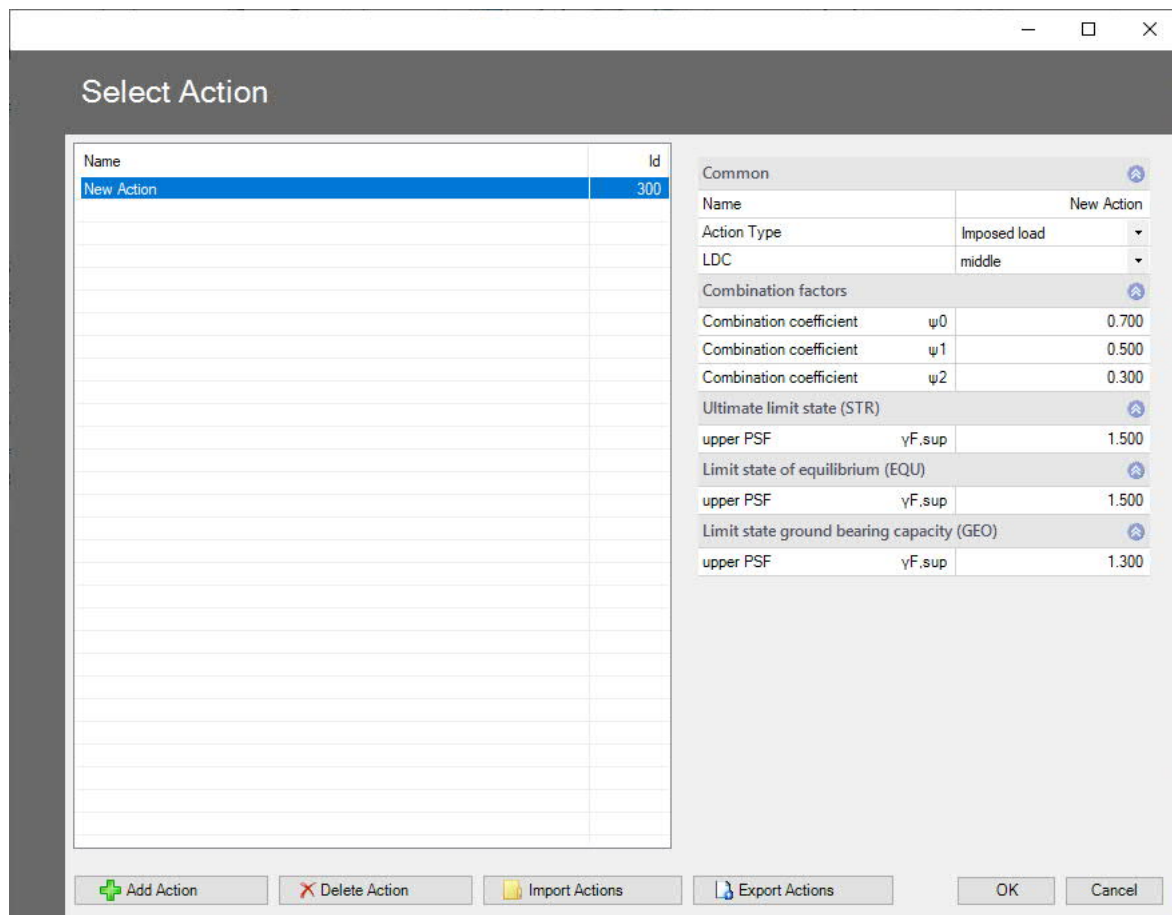 Select Action
Name Id
New Action 300
Common
Name New Action
Action Type Imposed load
LDC middle
Combination factors
Combination coefficient ψ0 0.700
Combination coefficient ψ1 0.500
Combination coefficient ψ2 0.300
Ultimate limit state (STR)
upper PSF γF,sup 1.500
Limit state of equilibrium (EQU)
upper PSF γF,sup 1.500
Limit state ground bearing capacity (GEO)
upper PSF γF,sup 1.300
Add Action Delete Action Import Actions Export Actions OK Cancel